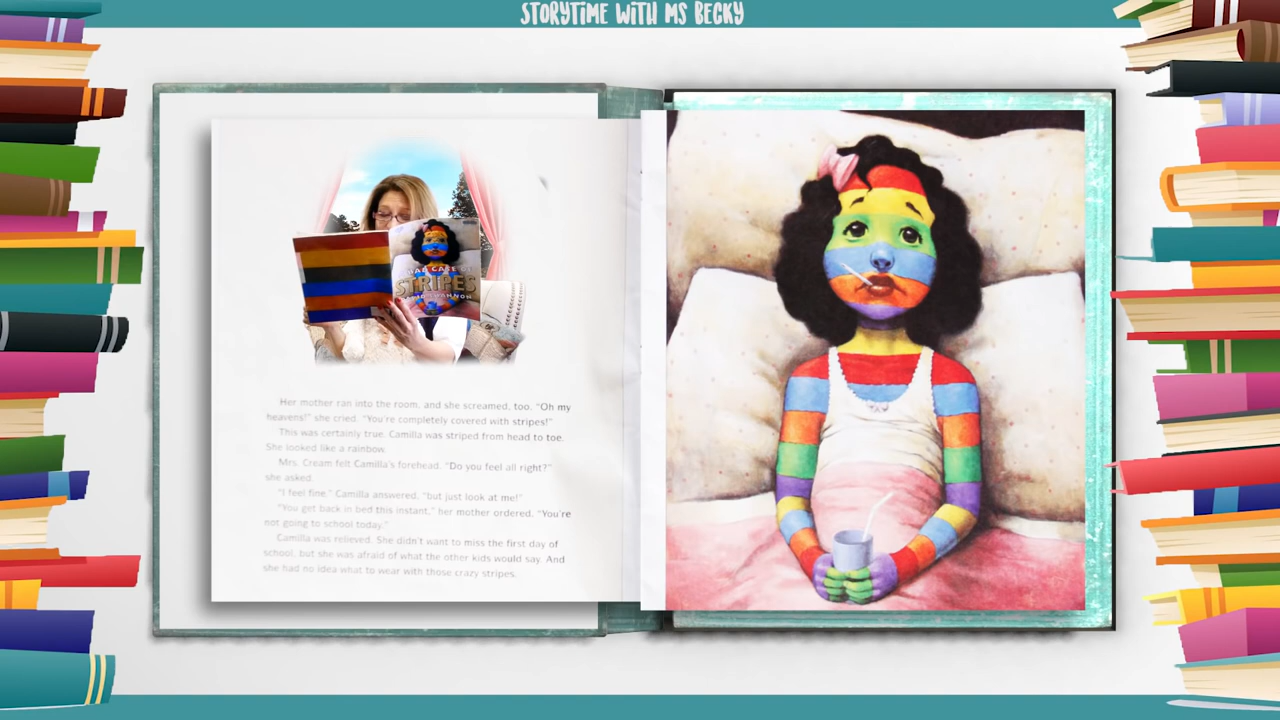 STORYTIME WITH MS BECKY
A BAD CASE OF
STRIPES
DAVID SHANNON
Her mother ran into the room, and she screamed, too. "Oh my
heavens!" she cried. "You're completely covered with stripes!"
This was certainly true. Camilla was striped from head to toe.
She looked like a rainbow.
Mrs. Cream felt Camilla's forehead. "Do you feel all right?"
she asked.
"I feel fine," Camilla answered, "but just look at me!"
"You get back in bed this instant," her mother ordered. "You're
not going to school today."
Camilla was relieved. She didn't want to miss the first day of
school, but she was afraid of what the other kids would say. And
she had no idea what to wear with those crazy stripes.